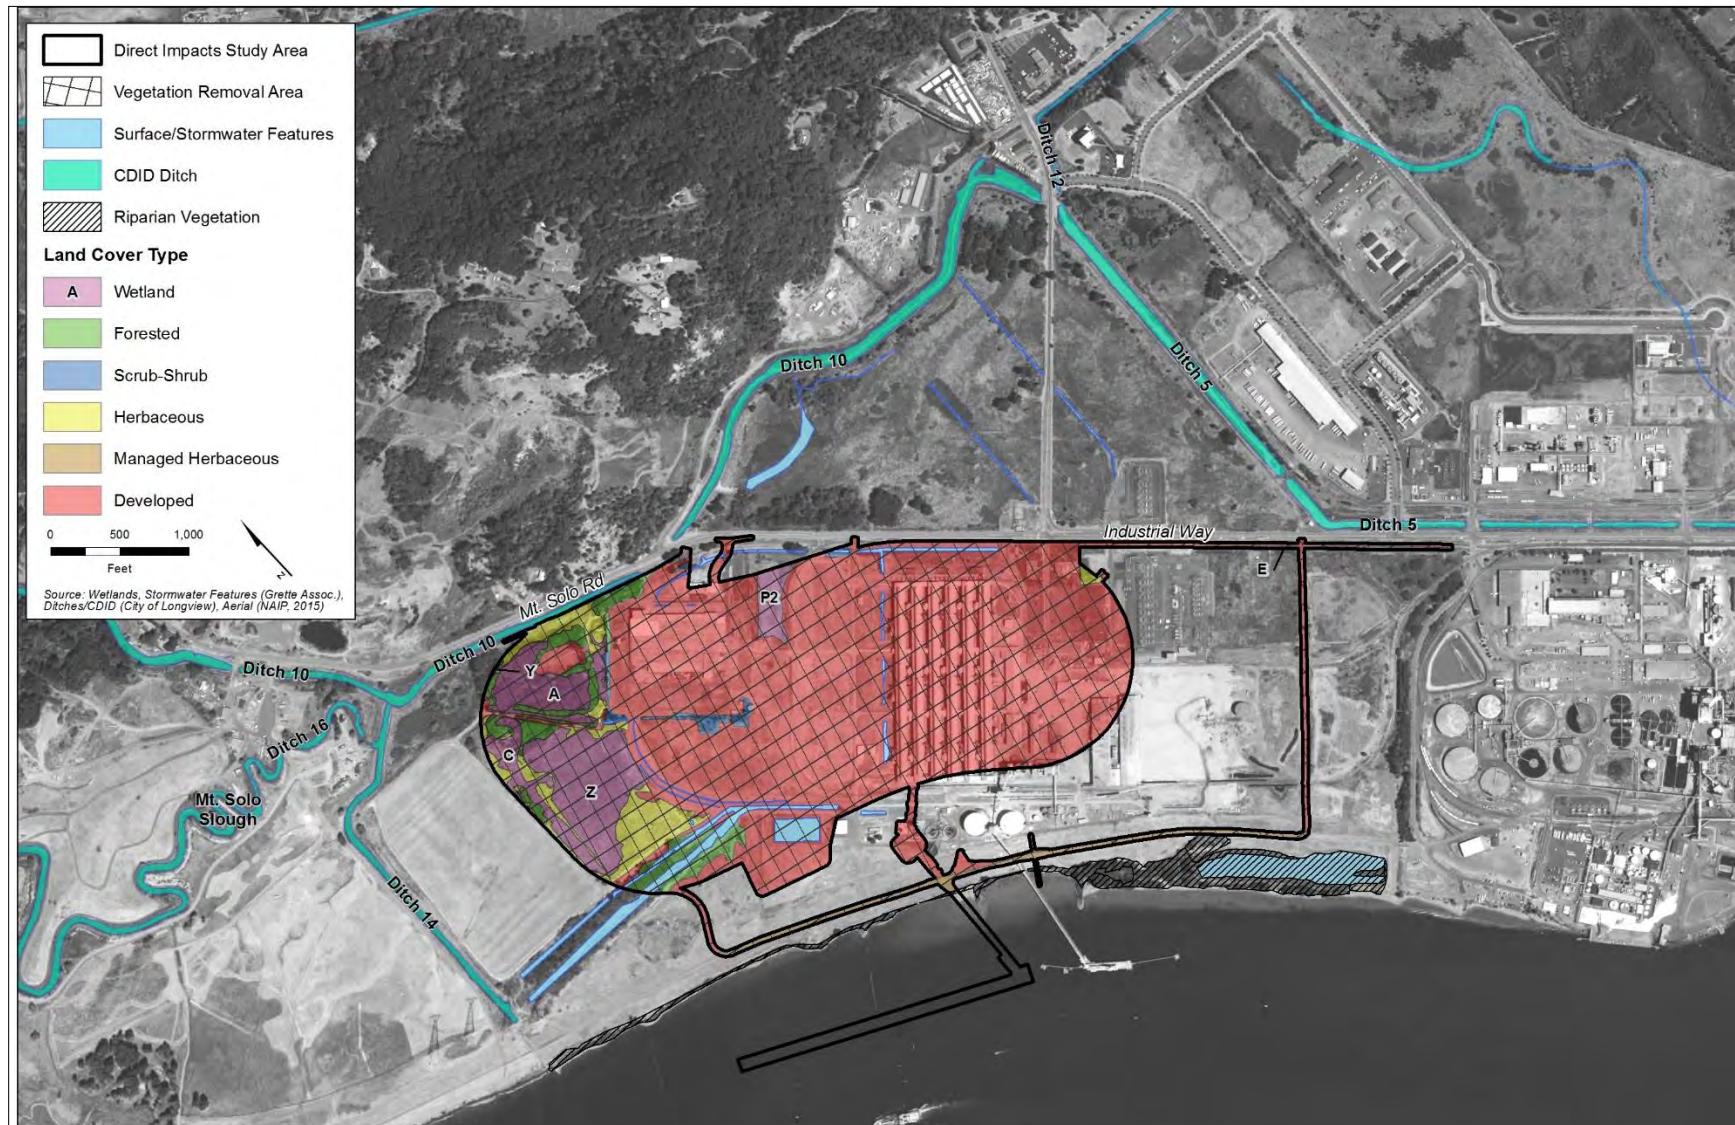 Direct Impacts Study Area
Vegetation Removal Area
Surface/Stormwater Features
CDID Ditch
Riparian Vegetation
Land Cover Type
A Wetland
Forested
Scrub-Shrub
Herbaceous
Managed Herbaceous
Developed
0 500 1,000
Feet
N
Source: Wetlands, Stormwater Features (Grette Assoc.),
Ditches/CDID (City of Longview), Aerial (NAIP, 2015)
Ditch 12
Ditch 10
Ditch 5
Ditch 5
Industrial Way
E
Mt. Solo Rd
P2
Ditch 10
Ditch 10
Y
A
Ditch 16
C
Z
Mt. Solo
Slough
Ditch 14